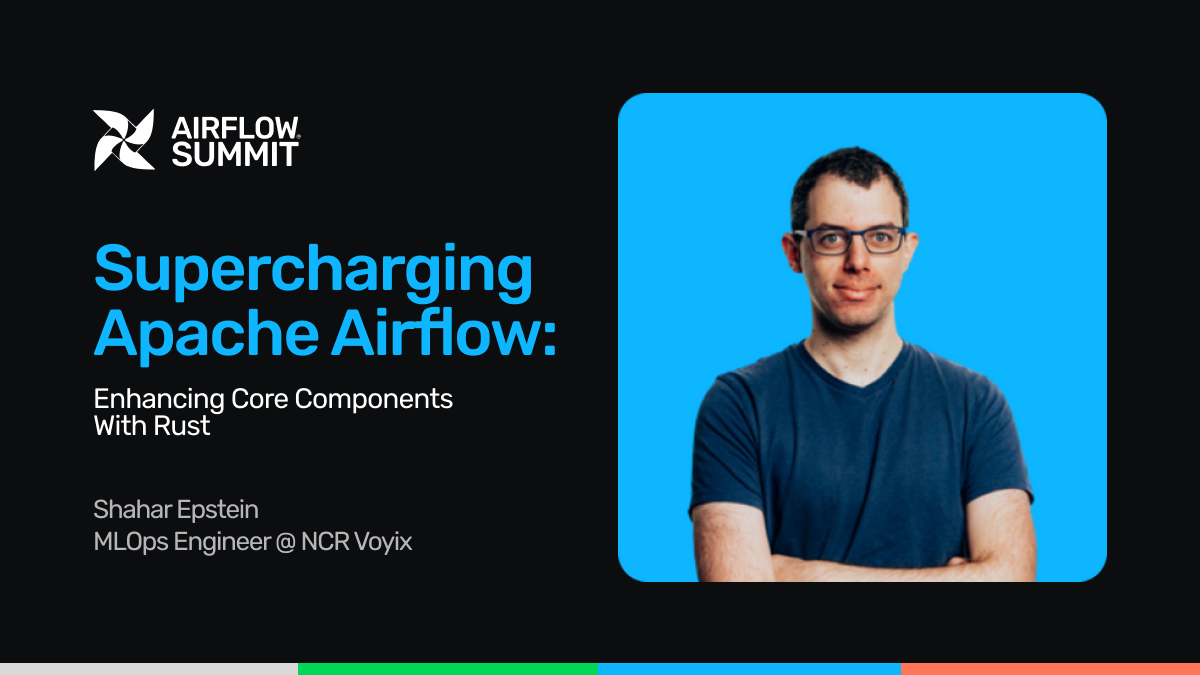 AIRFLOW
SUMMIT
Supercharging
Apache Airflow:
Enhancing Core Components
With Rust
Shahar Epstein
MLOps Engineer @ NCR Voyix